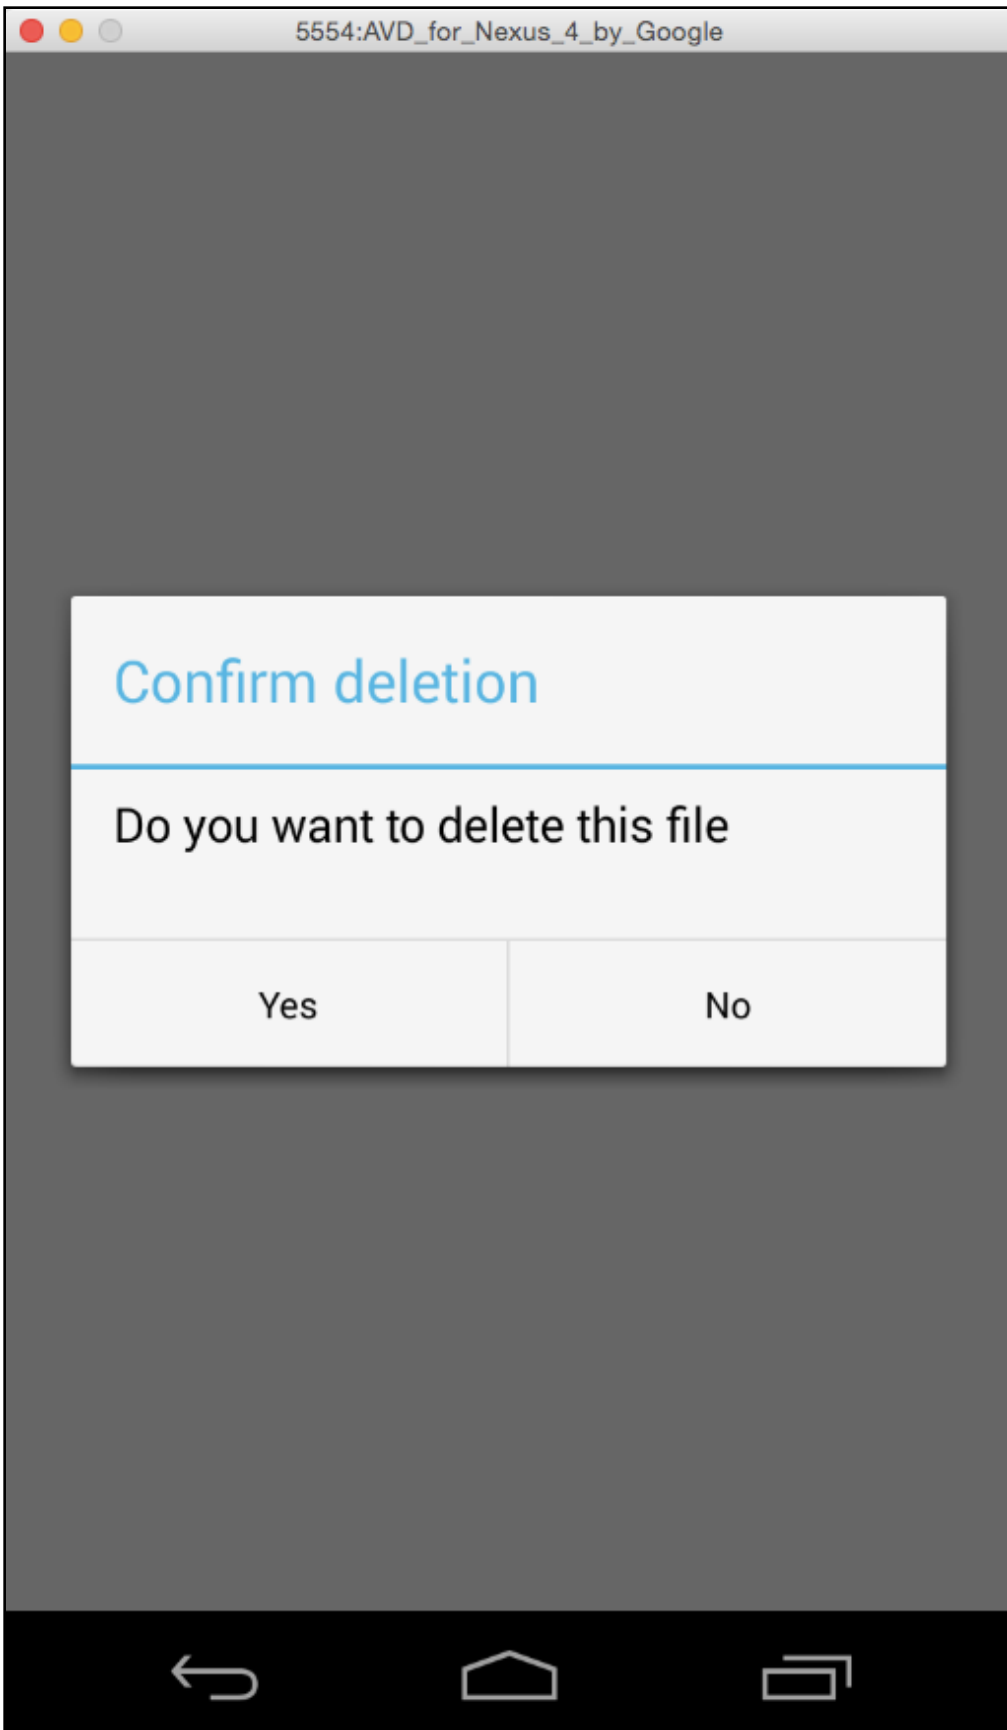 5554:AVD_for_Nexus_4_by_Google
Confirm deletion
Do you want to delete this file
Yes
No